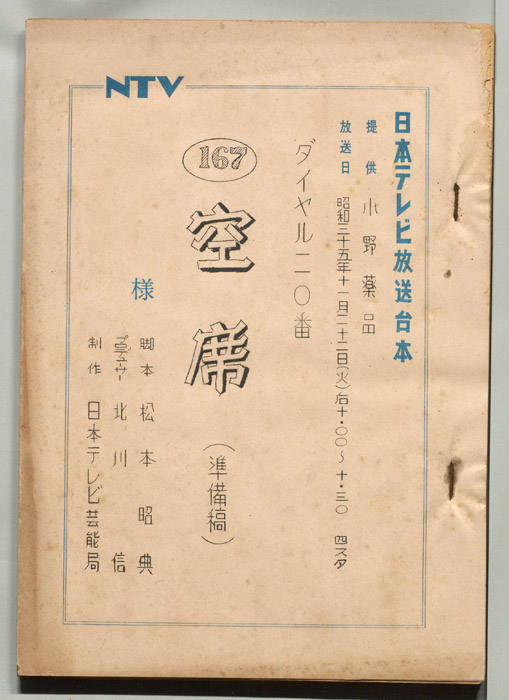 NTV
日本テレビ放送台本
提供 小野薬品
放送日 昭和三十五年十一月二十二日(火)后十・〇〇~十・三〇 四スタ
ダイヤル二〇番
167
空席
(準備稿)
様
脚本 松本昭典
プロデューサー 北川信
制作 日本テレビ芸能局